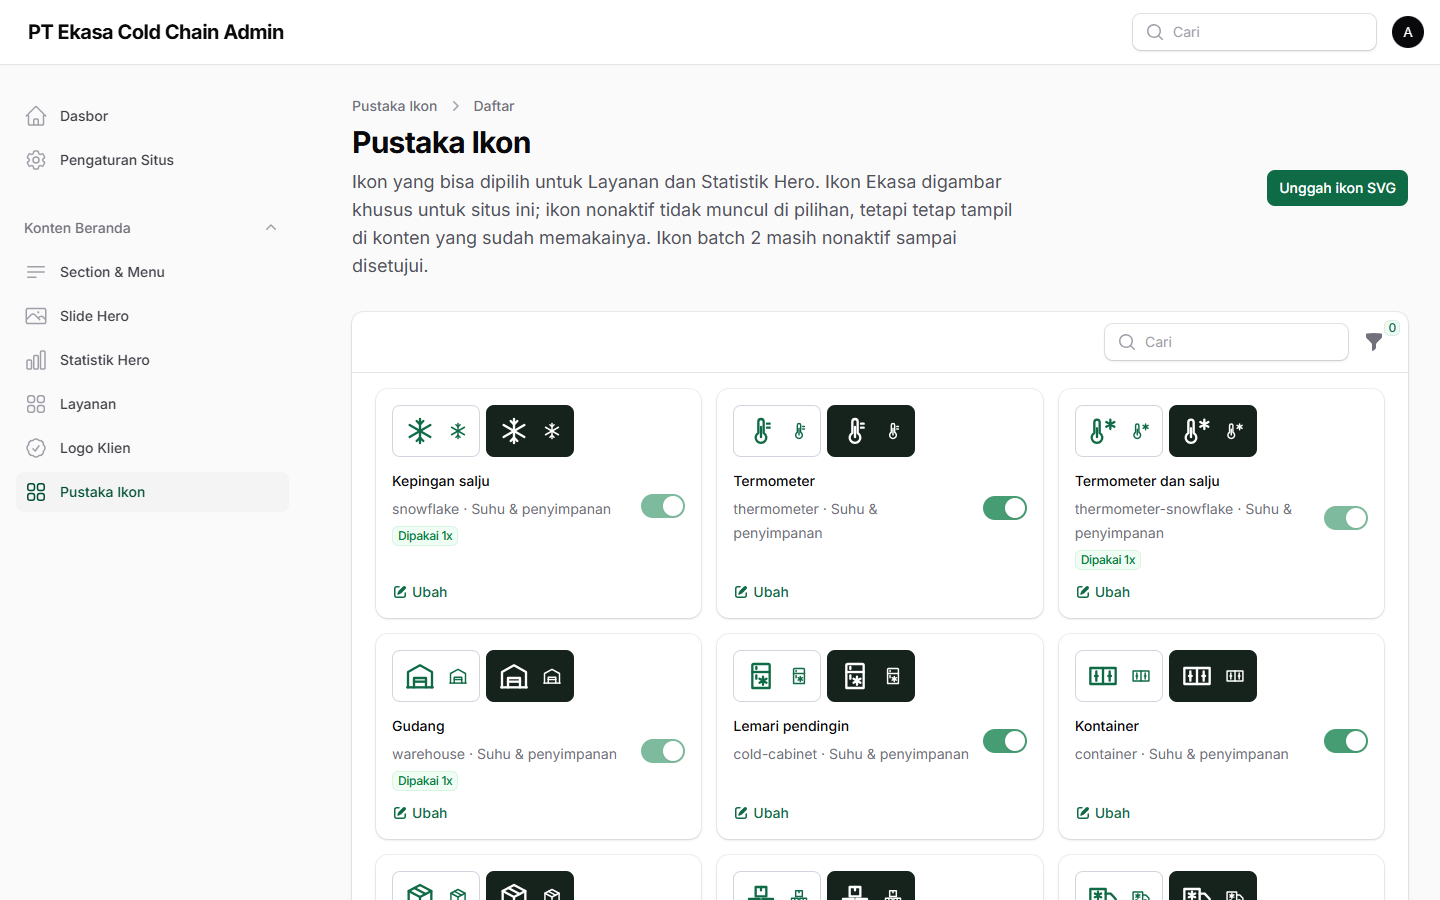 PT Ekasa Cold Chain Admin
Cari
A
Dasbor
Pengaturan Situs
Konten Beranda
Section & Menu
Slide Hero
Statistik Hero
Layanan
Logo Klien
Pustaka Ikon
Pustaka Ikon
Daftar
Pustaka Ikon
Ikon yang bisa dipilih untuk Layanan dan Statistik Hero. Ikon Ekasa digambar
khusus untuk situs ini; ikon nonaktif tidak muncul di pilihan, tetapi tetap tampil
di konten yang sudah memakainya. Ikon batch 2 masih nonaktif sampai
disetujui.
Unggah ikon SVG
Cari
0
Kepingan salju
snowflake · Suhu & penyimpanan
Dipakai 1x
Ubah
Termometer
thermometer · Suhu &
penyimpanan
Ubah
Termometer dan salju
thermometer-snowflake · Suhu &
penyimpanan
Dipakai 1x
Ubah
Gudang
warehouse · Suhu & penyimpanan
Dipakai 1x
Ubah
Lemari pendingin
cold-cabinet · Suhu & penyimpanan
Ubah
Kontainer
container · Suhu & penyimpanan
Ubah